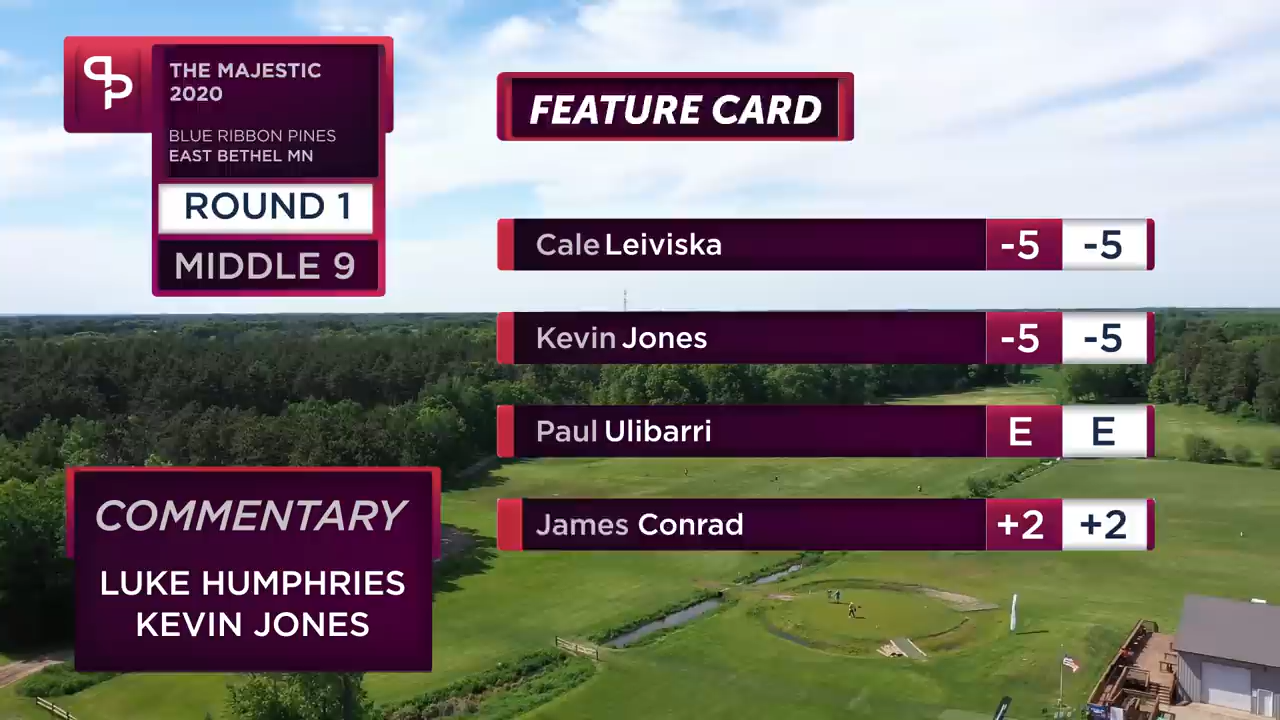 THE MAJESTIC
2020
BLUE RIBBON PINES
EAST BETHEL MN
ROUND 1
MIDDLE 9
FEATURE CARD
Cale Leiviska -5 -5
Kevin Jones -5 -5
Paul Ulibarri E E
James Conrad +2 +2
COMMENTARY
LUKE HUMPHRIES
KEVIN JONES